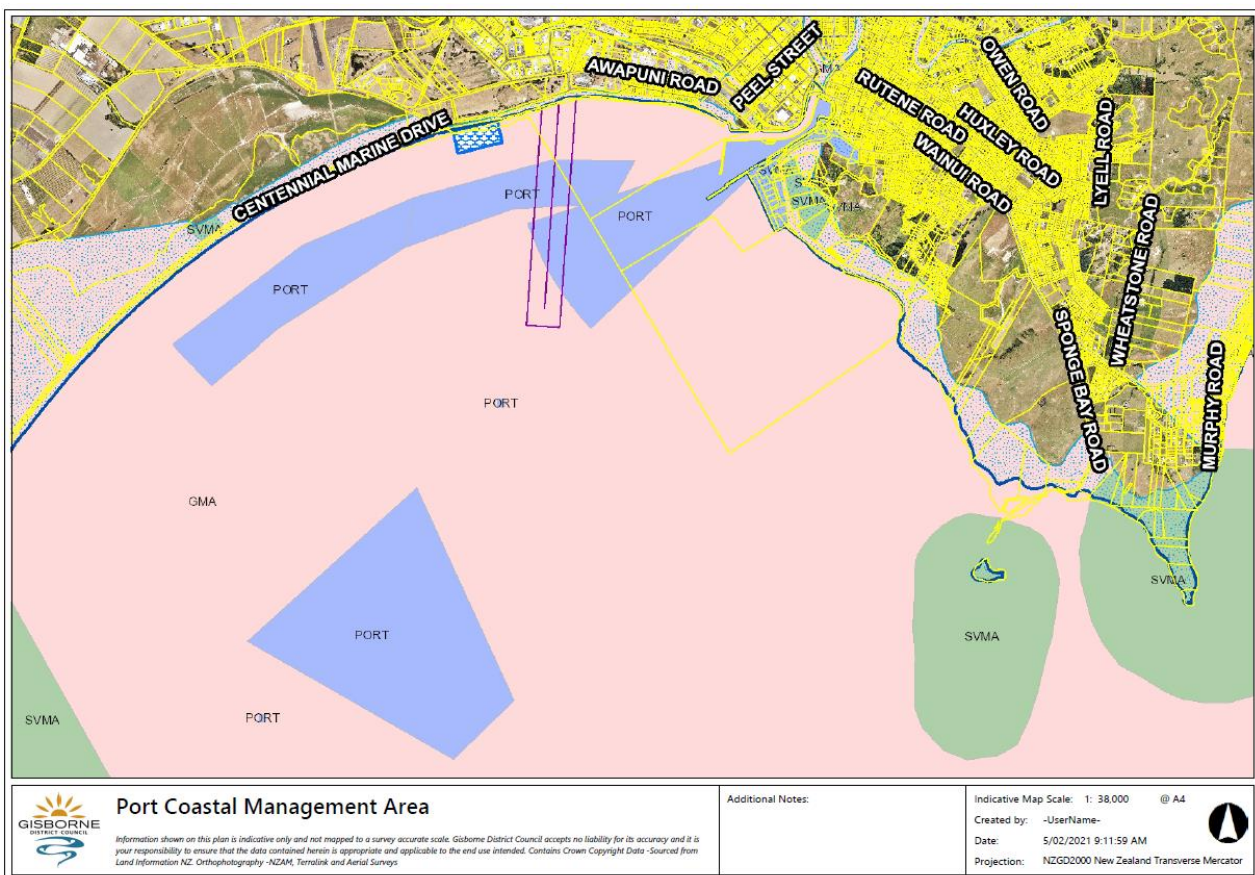 AWAPUNI ROAD
PEEL STREET
OWEN ROAD
RUTENE ROAD
HUXLEY ROAD
WAINUI ROAD
LYELL ROAD
CENTENNIAL MARINE DRIVE
PORT
PORT
SVMA
SVMA
SVMA
PORT
WHEATSTONE ROAD
SPONGE BAY ROAD
MURPHY ROAD
PORT
GMA
SVMA
PORT
SVMA
SVMA
PORT
GISBORNE
DISTRICT COUNCIL
Port Coastal Management Area
Information shown on this plan is indicative only and not mapped to a survey accurate scale. Gisborne District Council accepts no liability for its accuracy and it is
your responsibility to ensure that the data contained herein is appropriate and applicable to the end use intended. Contains Crown Copyright Data -Sourced from
Land Information NZ. Orthophotography -NZAM, Terralink and Aerial Surveys
Additional Notes:
Indicative Map Scale: 1: 38,000 @ A4
Created by: -UserName-
Date: 5/02/2021 9:11:59 AM
Projection: NZGD2000 New Zealand Transverse Mercator